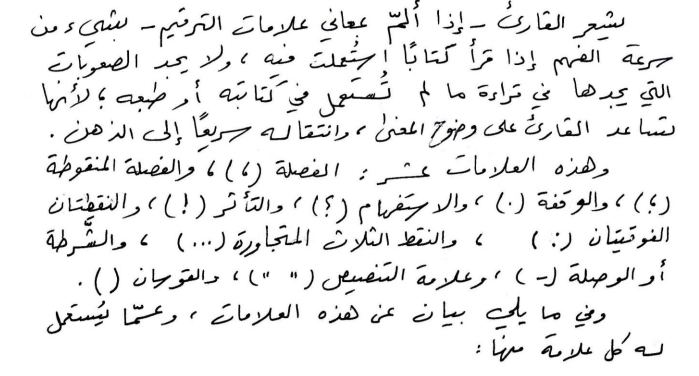 يشعر القارئ - إذا ألمّ بمعاني علامات الترقيم - بشيء من
سرعة الفهم إذا قرأ كتابًا استُعملت فيه ، ولا يجد الصعوبات
التي يجدها في قراءة ما لم تُستعمل في كتابته أو طبعه ؛ لأنها
تساعد القارئ على وضوح المعنى ، وانتقاله سريعًا إلى الذهن .
وهذه العلامات عشر : الفصلة (،) ، والفصلة المنقوطة
(؛) ، والوقفة (.) ، والاستفهام (؟) ، والتأثر (!) ، والنقطتان
الفوقيتان (:) ، والنقط الثلاث المتجاورة (...) ، والشَّرطة
أو الوصلة (-) ، وعلامة التنصيص (" ") ، والقوسان ( ) .
وفي ما يلي بيان عن هذه العلامات ، وعمّا يُستعمل
له كل علامة منها :